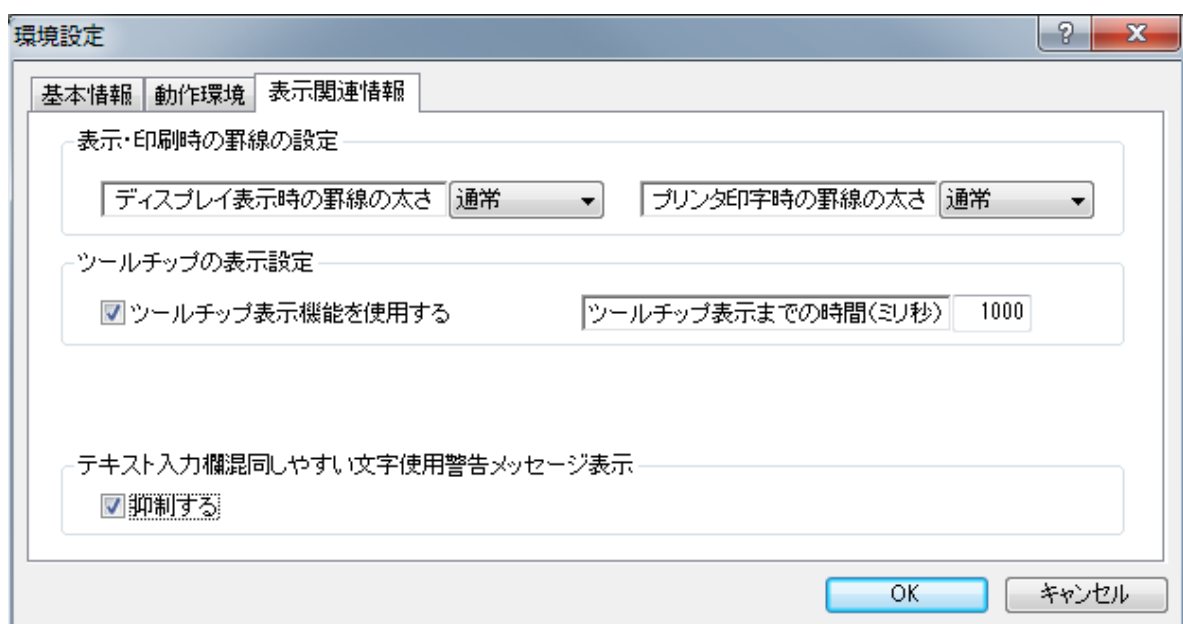 環境設定
基本情報 動作環境 表示関連情報
表示・印刷時の罫線の設定
ディスプレイ表示時の罫線の太さ 通常 プリンタ印字時の罫線の太さ 通常
ツールチップの表示設定
ツールチップ表示機能を使用する ツールチップ表示までの時間(ミリ秒) 1000
テキスト入力欄混同しやすい文字使用警告メッセージ表示
抑制する
OK キャンセル